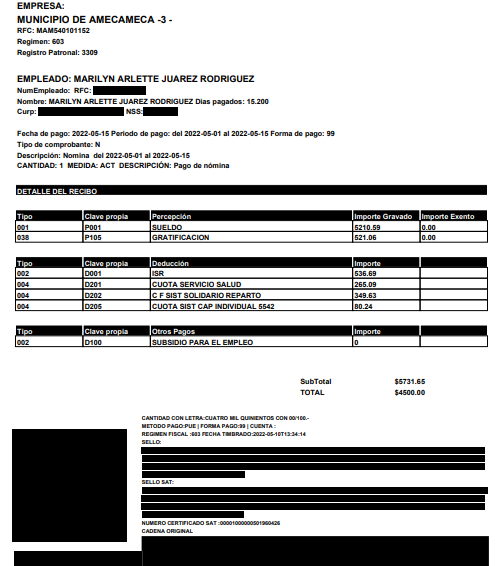 EMPRESA:
MUNICIPIO DE AMECAMECA -3 -
RFC: MAM540101152
Regimen: 603
Registro Patronal: 3309
EMPLEADO: MARILYN ARLETTE JUAREZ RODRIGUEZ
NumEmpleado: RFC:
Nombre: MARILYN ARLETTE JUAREZ RODRIGUEZ Dias pagados: 15.200
Curp: NSS:
Fecha de pago: 2022-05-15 Periodo de pago: del 2022-05-01 al 2022-05-15 Forma de pago: 99
Tipo de comprobante: N
Descripción: Nomina del 2022-05-01 al 2022-05-15
CANTIDAD: 1 MEDIDA: ACT DESCRIPCIÓN: Pago de nómina
DETALLE DEL RECIBO
Tipo Clave propia Percepción Importe Gravado Importe Exento
001 P001 SUELDO 5210.59 0.00
038 P105 GRATIFICACION 521.06 0.00
Tipo Clave propia Deducción Importe
002 D001 ISR 536.69
004 D201 CUOTA SERVICIO SALUD 265.09
004 D202 C F SIST SOLIDARIO REPARTO 349.63
004 D205 CUOTA SIST CAP INDIVIDUAL 5542 80.24
Tipo Clave propia Otros Pagos Importe
002 D100 SUBSIDIO PARA EL EMPLEO 0
SubTotal $5731.65
TOTAL $4500.00
CANTIDAD CON LETRA:CUATRO MIL QUINIENTOS CON 00/100.-
METODO PAGO:PUE | FORMA PAGO:99 | CUENTA :
REGIMEN FISCAL :603 FECHA TIMBRADO:2022-05-10T13:34:14
SELLO:
SELLO SAT:
NUMERO CERTIFICADO SAT :00001000000501960426
CADENA ORIGINAL